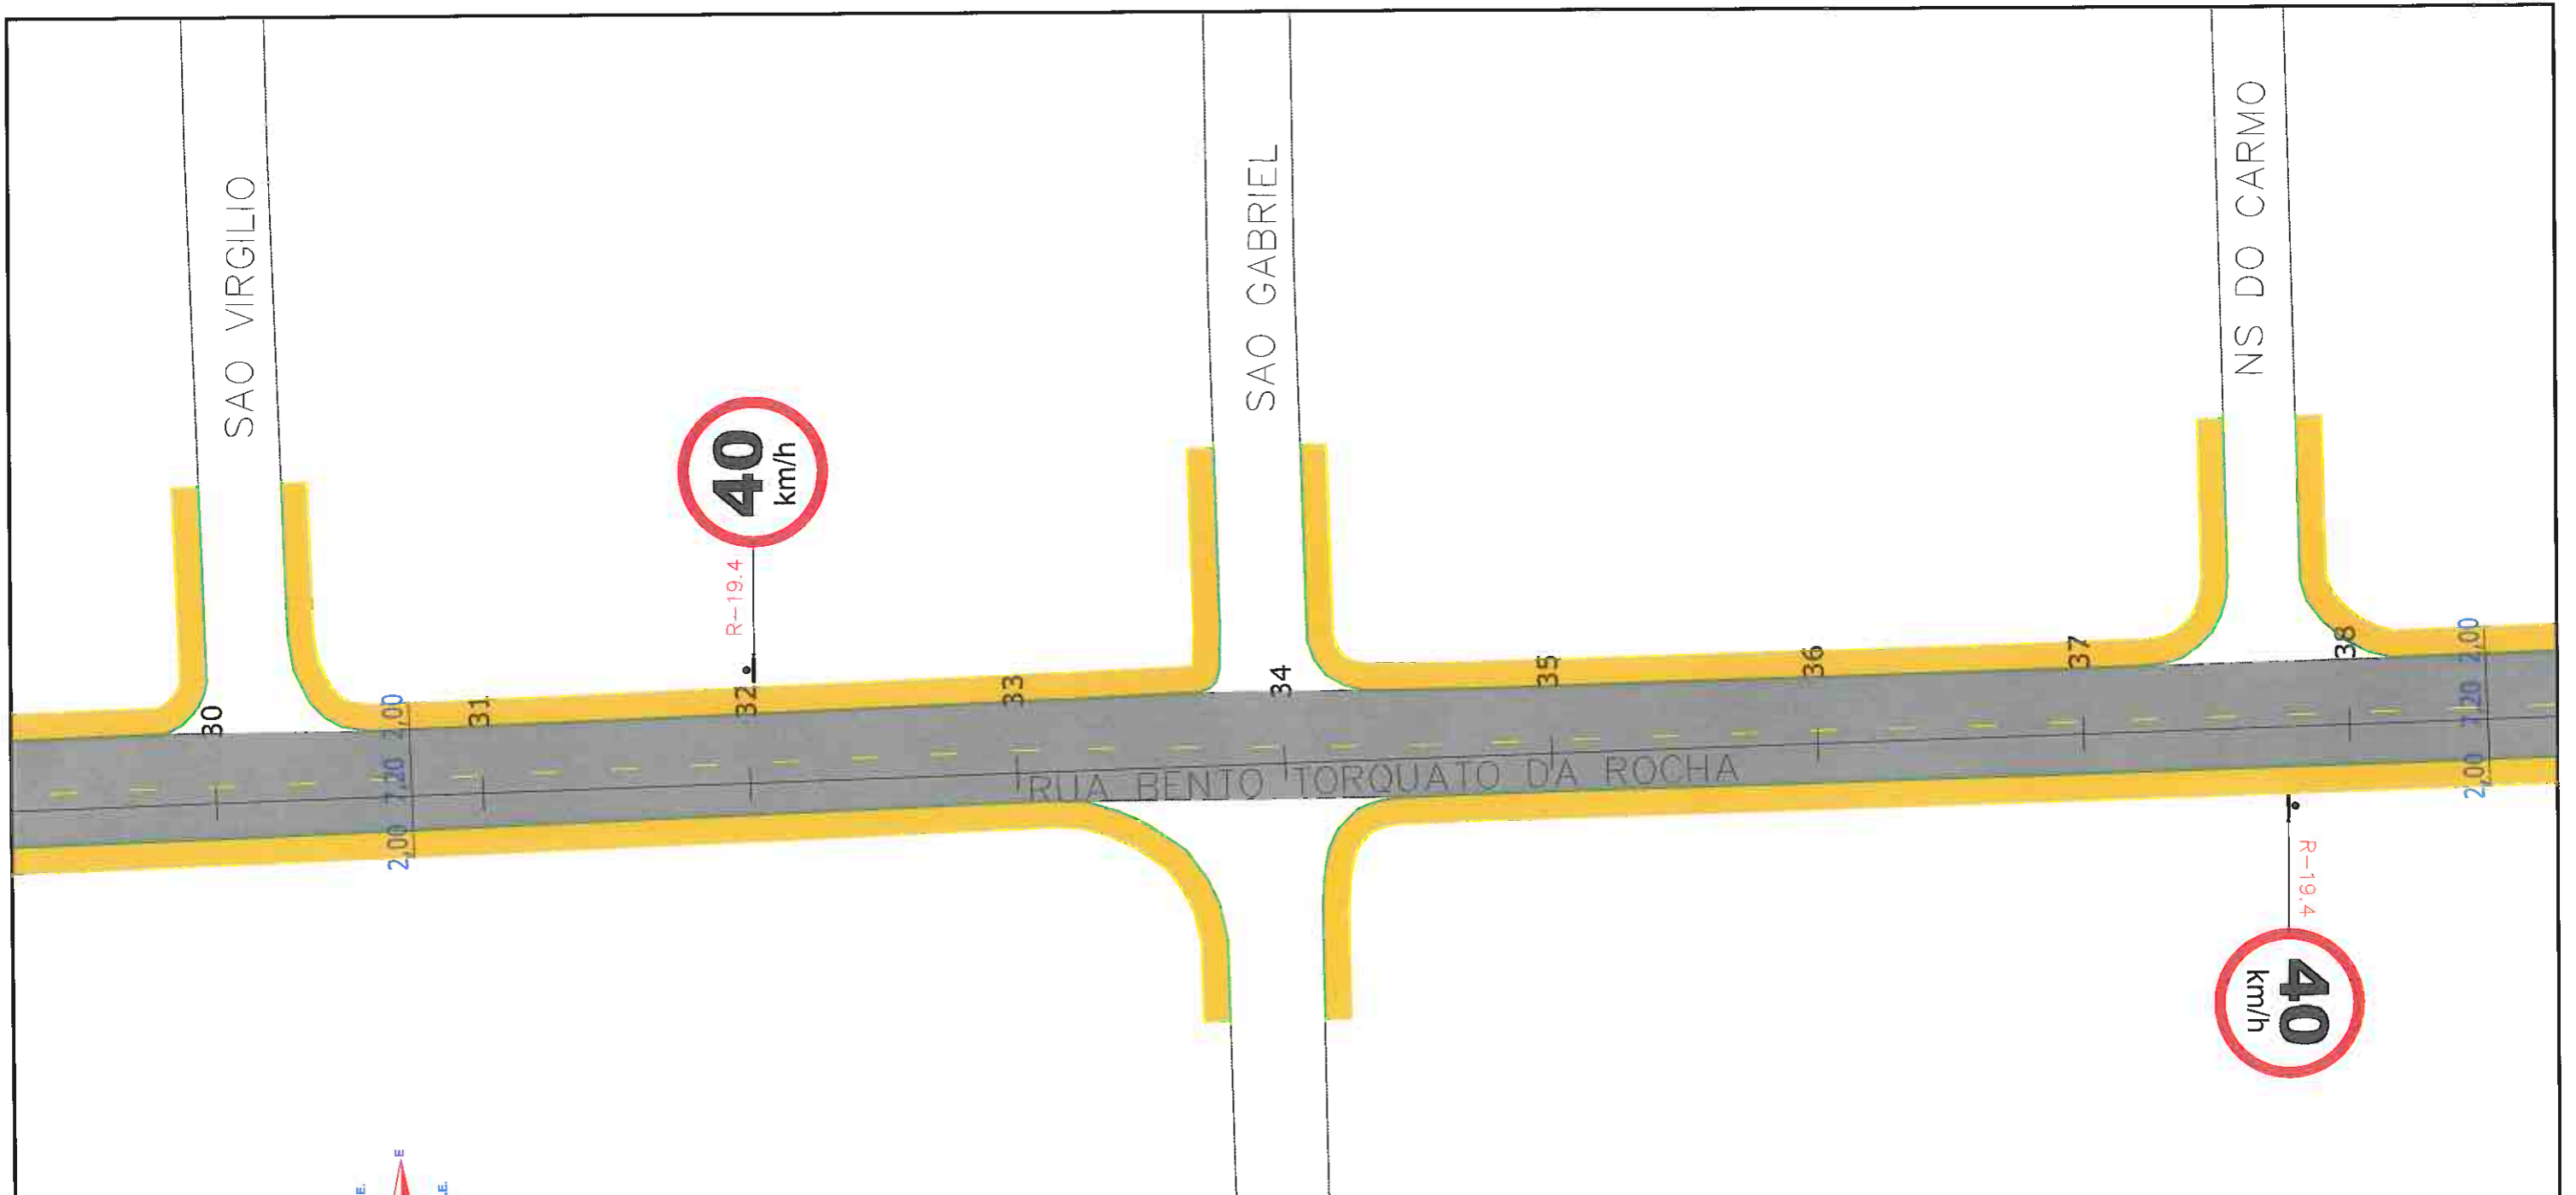 SAO VIRGILIO
SAO GABRIEL
NS DO CARMO
40
km/h
R-19.4
30
31
32
33
34
35
36
37
38
2,00
7,20
2,00
2,00
7,20
2,00
RUA BENTO TORQUATO DA ROCHA
R-19.4
40
km/h
E
E.
.E.